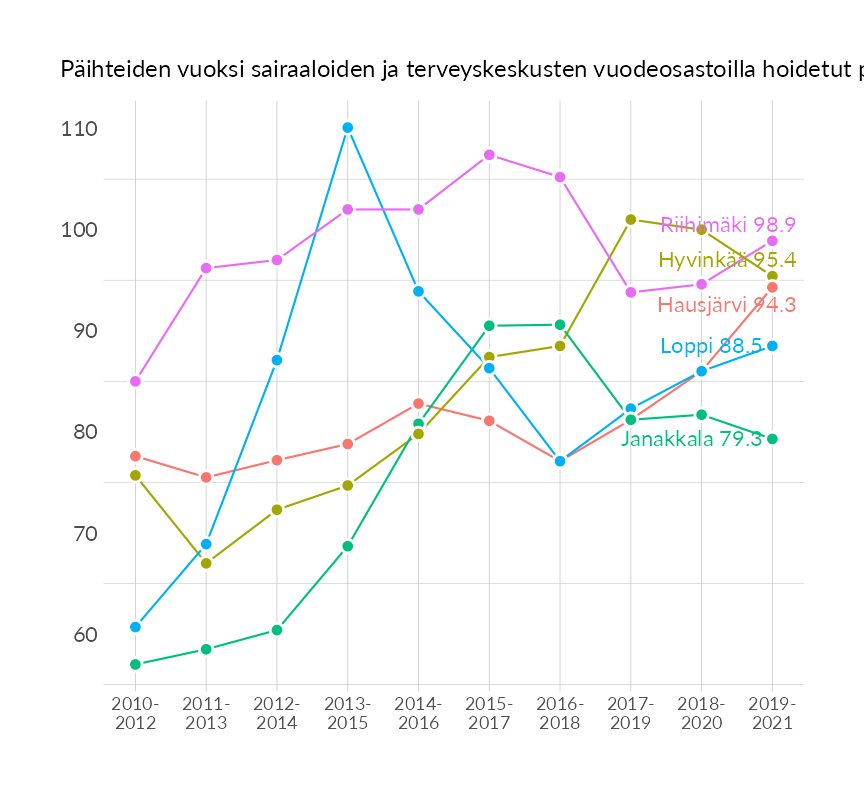 Päihteiden vuoksi sairaaloiden ja terveyskeskusten vuodeosastoilla hoidetut
110
100
90
80
70
60
Riihimäki 98.9
Hyvinkää 95.4
Hausjärvi 94.3
Loppi 88.5
Janakkala 79.3
2010- 2011- 2012- 2013- 2014- 2015- 2016- 2017- 2018- 2019-
2012 2013 2014 2015 2016 2017 2018 2019 2020 2021